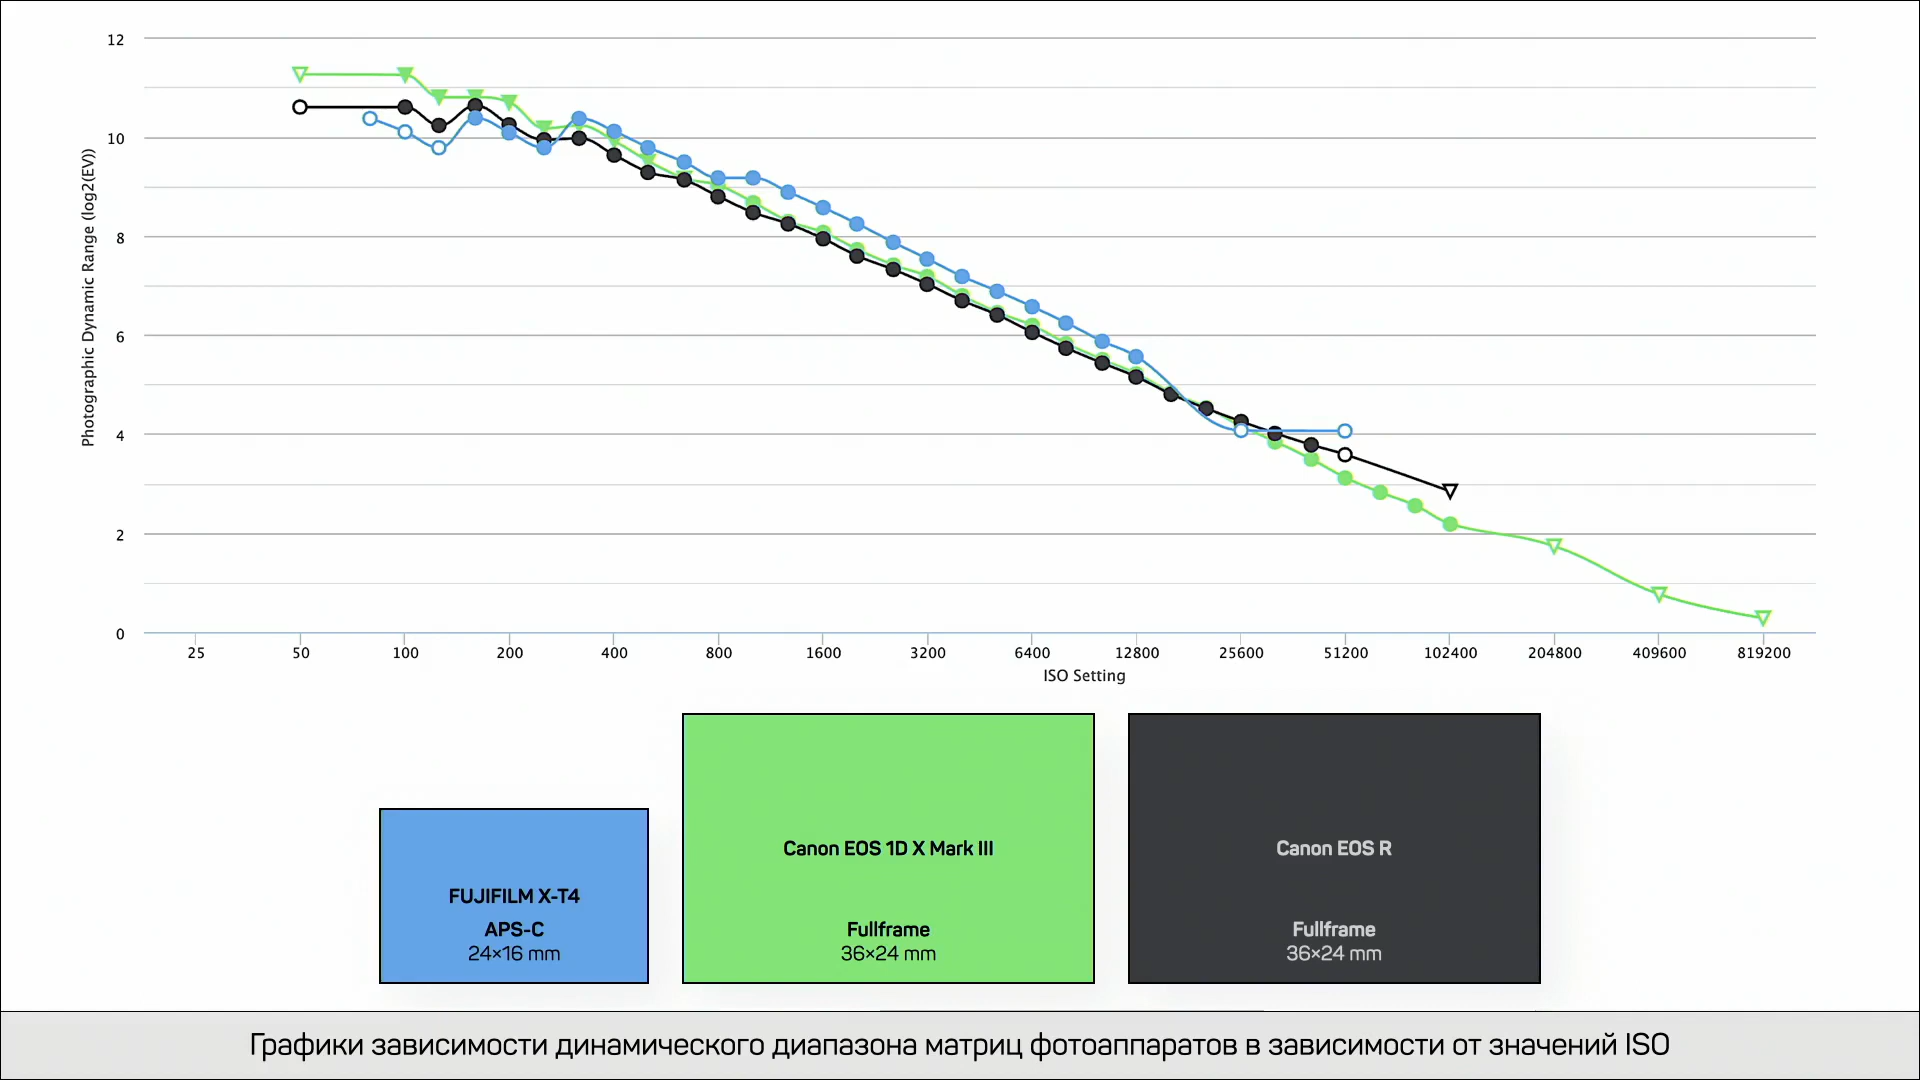 12
10
8
6
4
2
0
Photographic Dynamic Range (log2(EV))
25 50 100 200 400 800 1600 3200 6400 12800 25600 51200 102400 204800 409600 819200
ISO Setting
FUJIFILM X-T4
APS-C
24×16 mm
Canon EOS 1D X Mark III
Fullframe
36×24 mm
Canon EOS R
Fullframe
36×24 mm
Графики зависимости динамического диапазона матриц фотоаппаратов в зависимости от значений ISO